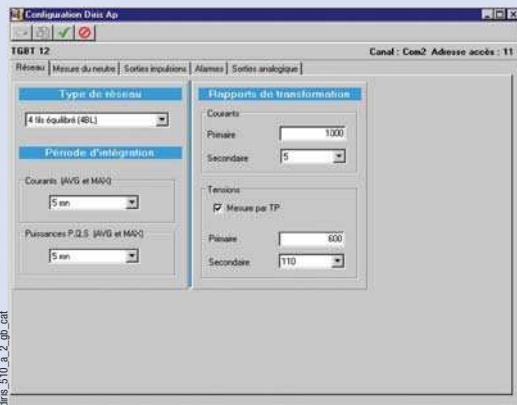 Configuration Diris Ap
TGBT 12
Canal : Com2 Adresse accès : 11
Réseau
Mesure du neutre
Sorties impulsions
Alarmes
Sorties analogique
Type de réseau
4 fils équilibré (4BL)
Période d'intégration
Courants (AVG et MAX)
5 mn
Puissances P.Q.S (AVG et MAX)
5 mn
Rapports de transformation
Courants
Primaire 1000
Secondaire 5
Tensions
Mesure par TP
Primaire 600
Secondaire 110
diris_510_a_2_gb_cat